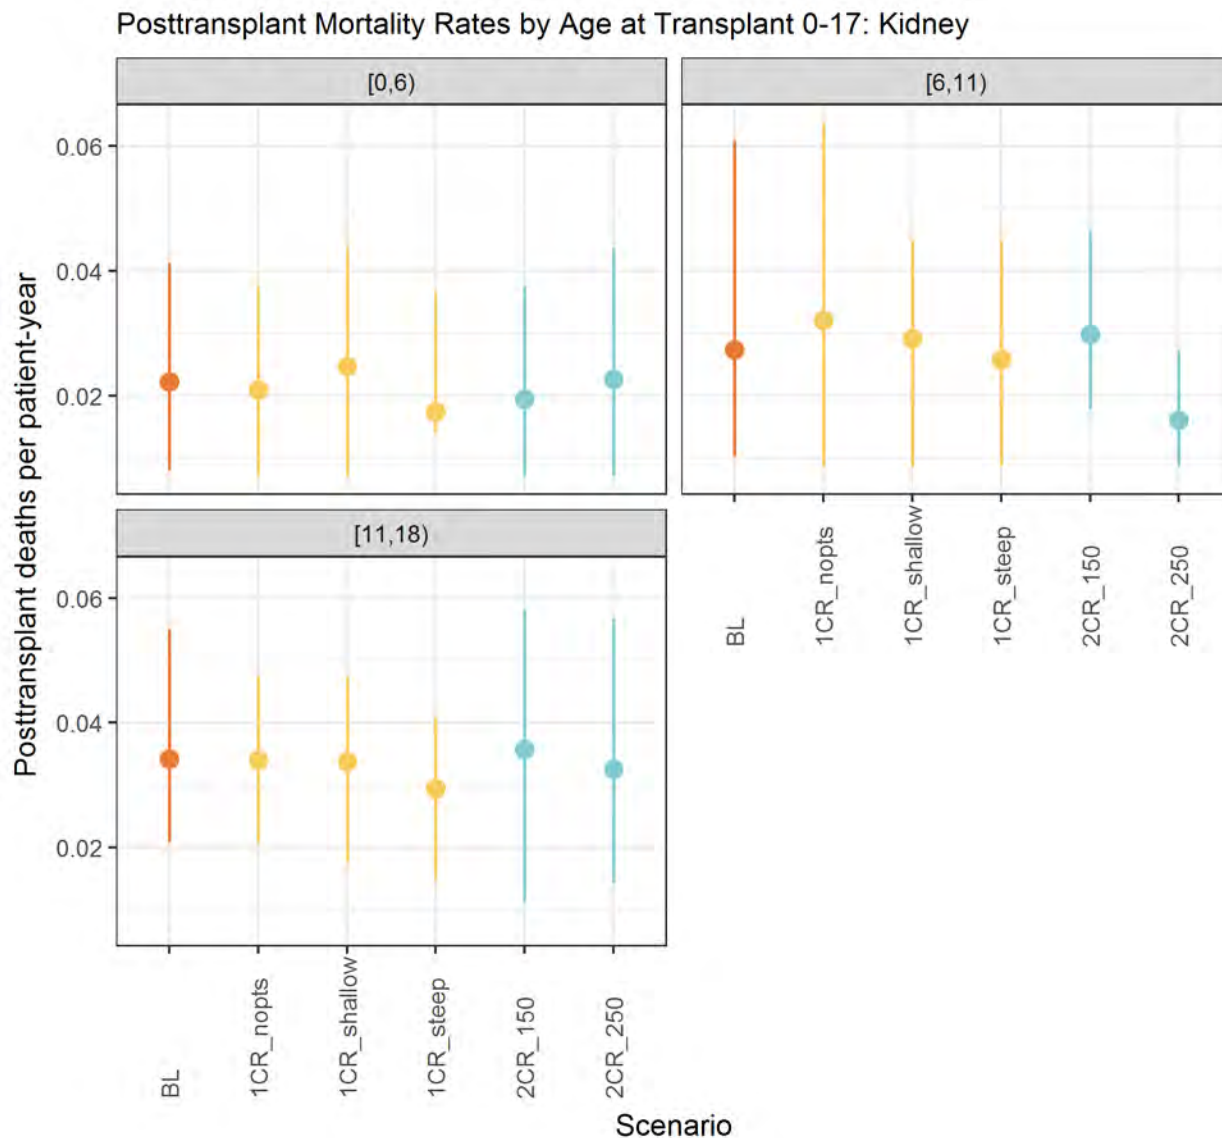 Posttransplant Mortality Rates by Age at Transplant 0-17: Kidney
[0,6)
[6,11)
0.06
0.04
0.02
BL
1CR_nopts
1CR_shallow
1CR_steep
2CR_150
2CR_250
[11,18)
0.06
0.04
0.02
BL
1CR_nopts
1CR_shallow
1CR_steep
2CR_150
2CR_250
Posttransplant deaths per patient-year
Scenario